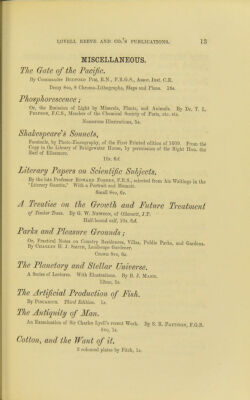 LOVELL REEVE AND CO.'S PUBLICATIONS. 13
MISCELLANEOUS.
The Gate of the Pacific.
By Commander Bedford Pim, R.N., F.R.G.S., Assoc. Inst. C.E.
Demy 8vo, 8 Chromo-Lithographs, Maps and Plans. 18s.
Phosphorescence;
Or, the Emission of Light by Minerals, Plants, and Animals. By Dr. T. L.
Phipson, F.C.S., Member of the Chemical Society of Paris, etc. etc.
Numerous Illustrations, 5s.
Shakespeare's Sonnets,
Facsimile, by Photo-Zincography, of the First Printed edition of 1609. From the
Copy in the Library of Bridgewater House, by permission of the Right Hon. the
Earl of Ellesmere.
10s. 6d.
Literary Papers on Scientific Subjects.
By the late Professor Edward Forbes, F.R.S., selected from his Writings in the
"Literary Gazette." With a Portrait and Memoir.
Small 8vo, 6s.
A Treatise on the Growth and Future Treatment
of Timber Trees. By G. W. Newton, of Ollersett, J.P.
Half-bound calf, 10s. 6d.
Parks and Pleasure Grounds;
Or, Practical Notes on Country Residences, Villas, Public Parks, and Gardens.
By Charles H. J. Smith, Landscape Gardener.
Crown 8vo, 6s.
The Planetary and Stellar Universe.
A Series of Lectures. With Illustrations. By R. J. Mann.
12mo, 5s.
The Artificial Production of Fish.
By Piscarius. Third Edition. 1s.
The Antiquity of Man.
An Examination of Sir Charles Lyell's recent Work. By S. R. Pattison, F.G.S.
8vo, 1s.
Cotton, and the Want of it.
2 coloured plates by Fitch, 1s.